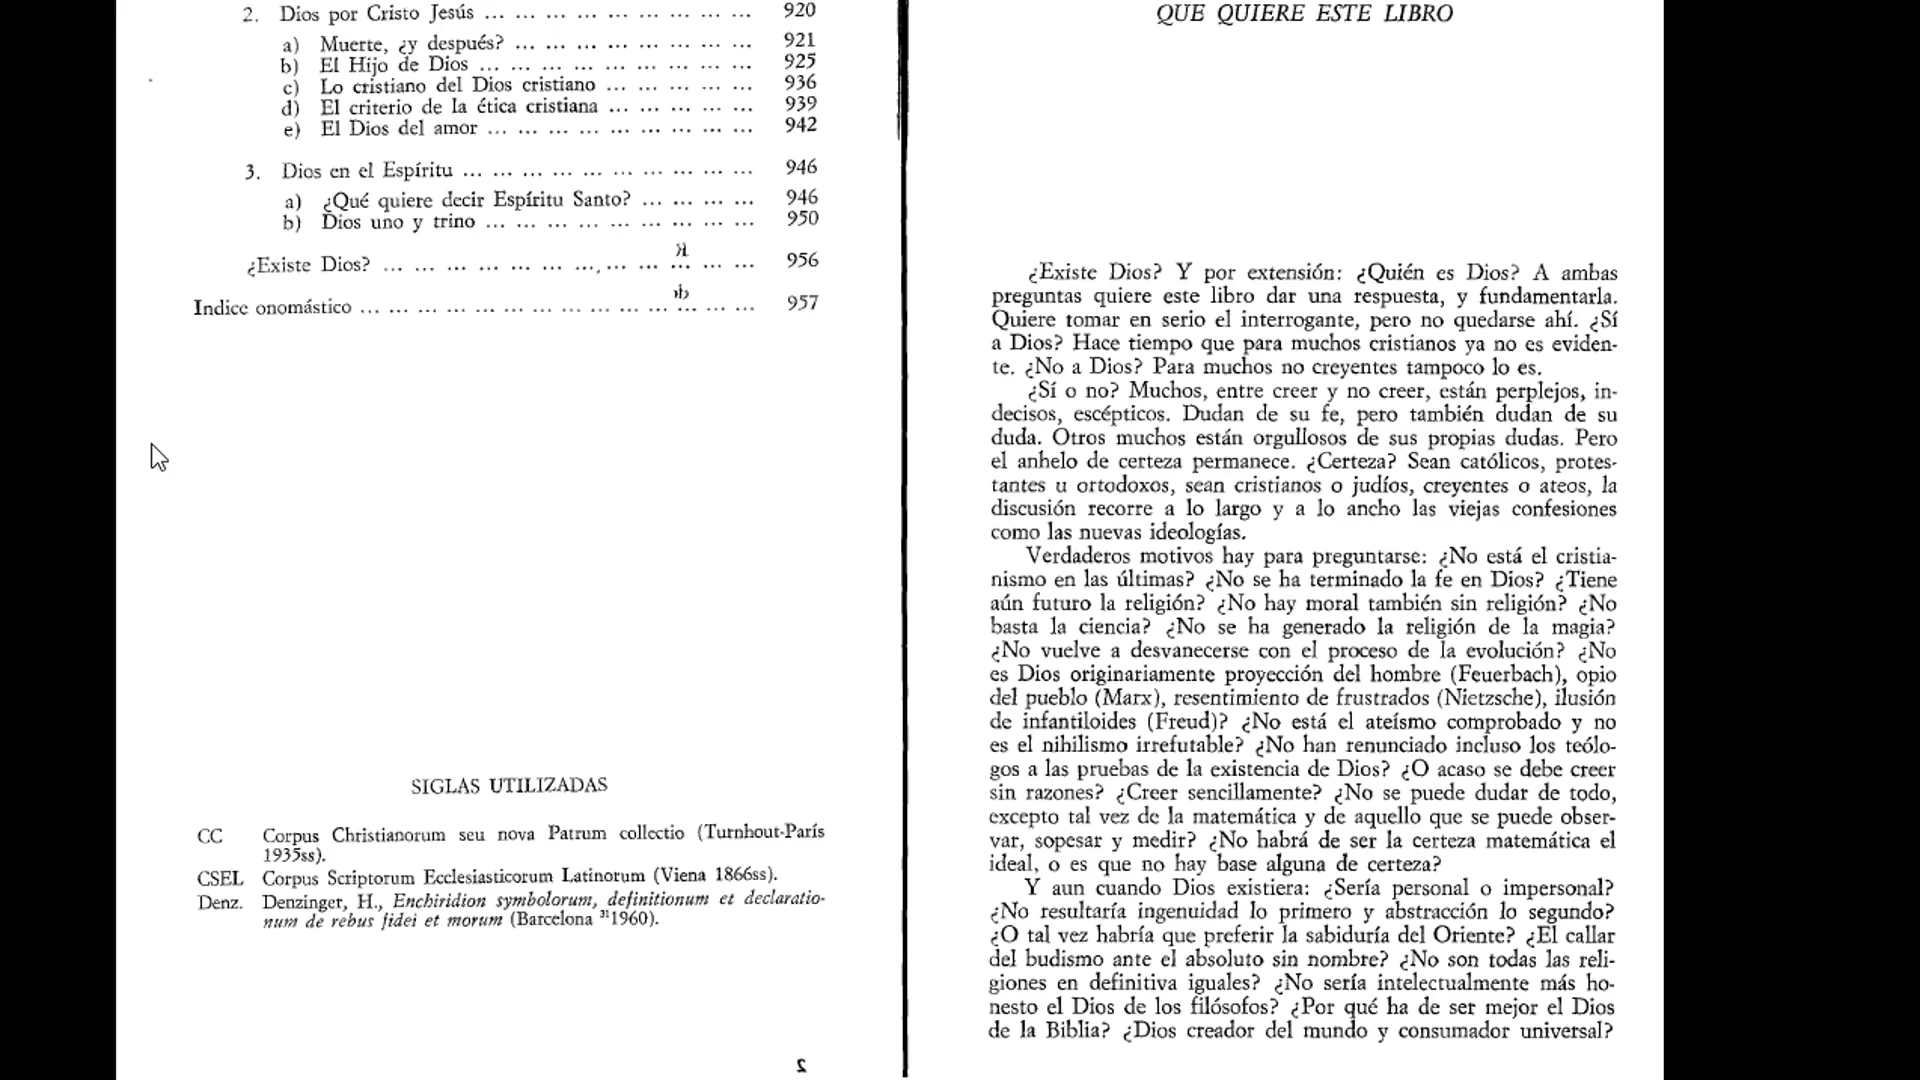 2. Dios por Cristo Jesús ... ... ... ... ... ... ... ... ... ... 920
a) Muerte, ¿y después? ... ... ... ... ... ... ... ... 921
b) El Hijo de Dios ... ... ... ... ... ... ... ... ... ... 925
c) Lo cristiano del Dios cristiano ... ... ... ... ... 936
d) El criterio de la ética cristiana ... ... ... ... ... 939
e) El Dios del amor ... ... ... ... ... ... ... ... ... 942
3. Dios en el Espíritu ... ... ... ... ... ... ... ... ... ... 946
a) ¿Qué quiere decir Espíritu Santo? ... ... ... ... 946
b) Dios uno y trino ... ... ... ... ... ... ... ... ... 950
¿Existe Dios? ... ... ... ... ... ... ... ... ... ... ... ... 956
Indice onomástico ... ... ... ... ... ... ... ... ... ... ... ... ... ... 957
SIGLAS UTILIZADAS
CC Corpus Christianorum seu nova Patrum collectio (Turnhout-París
1935ss).
CSEL Corpus Scriptorum Ecclesiasticorum Latinorum (Viena 1866ss).
Denz. Denzinger, H., Enchiridion symbolorum, definitionum et declaratio-
num de rebus fidei et morum (Barcelona ³¹1960).
2
QUE QUIERE ESTE LIBRO
¿Existe Dios? Y por extensión: ¿Quién es Dios? A ambas
preguntas quiere este libro dar una respuesta, y fundamentarla.
Quiere tomar en serio el interrogante, pero no quedarse ahí. ¿Sí
a Dios? Hace tiempo que para muchos cristianos ya no es eviden-
te. ¿No a Dios? Para muchos no creyentes tampoco lo es.
¿Sí o no? Muchos, entre creer y no creer, están perplejos, in-
decisos, escépticos. Dudan de su fe, pero también dudan de su
duda. Otros muchos están orgullosos de sus propias dudas. Pero
el anhelo de certeza permanece. ¿Certeza? Sean católicos, protes-
tantes u ortodoxos, sean cristianos o judíos, creyentes o ateos, la
discusión recorre a lo largo y a lo ancho las viejas confesiones
como las nuevas ideologías.
Verdaderos motivos hay para preguntarse: ¿No está el cristia-
nismo en las últimas? ¿No se ha terminado la fe en Dios? ¿Tiene
aún futuro la religión? ¿No hay moral también sin religión? ¿No
basta la ciencia? ¿No se ha generado la religión de la magia?
¿No vuelve a desvanecerse con el proceso de la evolución? ¿No
es Dios originariamente proyección del hombre (Feuerbach), opio
del pueblo (Marx), resentimiento de frustrados (Nietzsche), ilusión
de infantiloides (Freud)? ¿No está el ateísmo comprobado y no
es el nihilismo irrefutable? ¿No han renunciado incluso los teólo-
gos a las pruebas de la existencia de Dios? ¿O acaso se debe creer
sin razones? ¿Creer sencillamente? ¿No se puede dudar de todo,
excepto tal vez de la matemática y de aquello que se puede obser-
var, sopesar y medir? ¿No habrá de ser la certeza matemática el
ideal, o es que no hay base alguna de certeza?
Y aun cuando Dios existiera: ¿Sería personal o impersonal?
¿No resultaría ingenuidad lo primero y abstracción lo segundo?
¿O tal vez habría que preferir la sabiduría del Oriente? ¿El callar
del budismo ante el absoluto sin nombre? ¿No son todas las reli-
giones en definitiva iguales? ¿No sería intelectualmente más ho-
nesto el Dios de los filósofos? ¿Por qué ha de ser mejor el Dios
de la Biblia? ¿Dios creador del mundo y consumador universal?